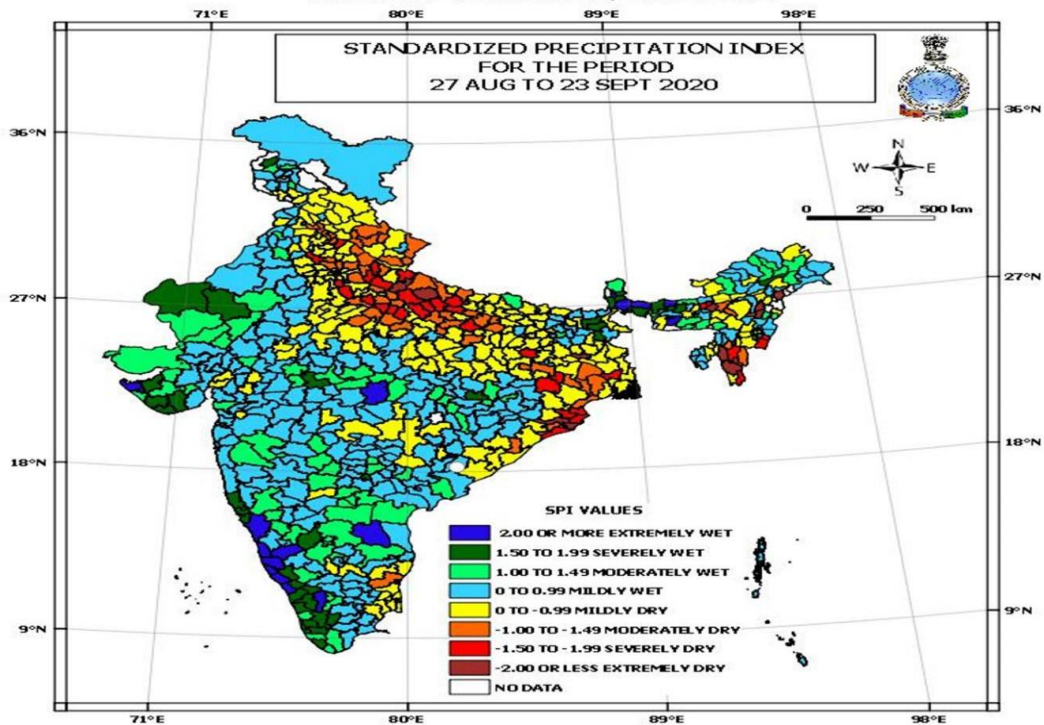 71°E 80°E 89°E 98°E
STANDARDIZED PRECIPITATION INDEX
FOR THE PERIOD
27 AUG TO 23 SEPT 2020
36°N 36°N
N
W E
S
0 250 500 km
27°N 27°N
18°N 18°N
SPI VALUES
2.00 OR MORE EXTREMELY WET
1.50 TO 1.99 SEVERELY WET
1.00 TO 1.49 MODERATELY WET
0 TO 0.99 MILDLY WET
0 TO -0.99 MILDLY DRY
-1.00 TO -1.49 MODERATELY DRY
-1.50 TO -1.99 SEVERELY DRY
-2.00 OR LESS EXTREMELY DRY
NO DATA
9°N 9°N
71°E 80°E 89°E 98°E